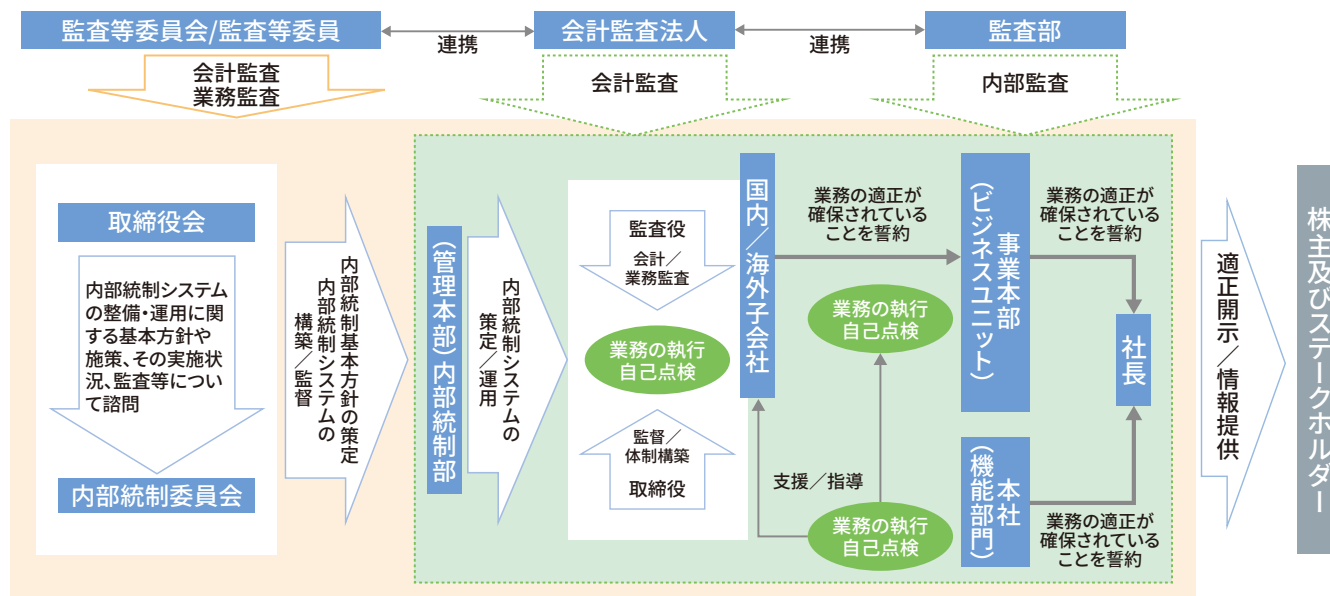 監査等委員会/監査等委員
連携
会計監査法人
連携
監査部
会計監査
業務監査
会計監査
内部監査
取締役会
内部統制システム
の整備・運用に関
する基本方針や
施策、その実施状
況、監査等につい
て諮問
内部統制委員会
内部統制基本方針の策定
内部統制システムの
構築／監督
(管理本部)内部統制部
内部統制システムの
策定／運用
監査役
会計／
業務監査
業務の執行
自己点検
監督／
体制構築
取締役
国内／海外子会社
業務の適正が
確保されている
ことを誓約
業務の執行
自己点検
支援／指導
業務の執行
自己点検
事業本部
(ビジネスユニット)
本社
(機能部門)
業務の適正が
確保されている
ことを誓約
社長
業務の適正が
確保されている
ことを誓約
適正開示／情報提供
株主及びステークホルダー